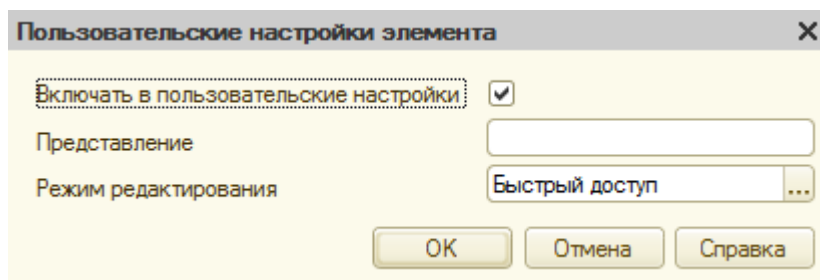 Пользовательские настройки элемента
Включать в пользовательские настройки
Представление
Режим редактирования Быстрый доступ ...
ОК Отмена Справка